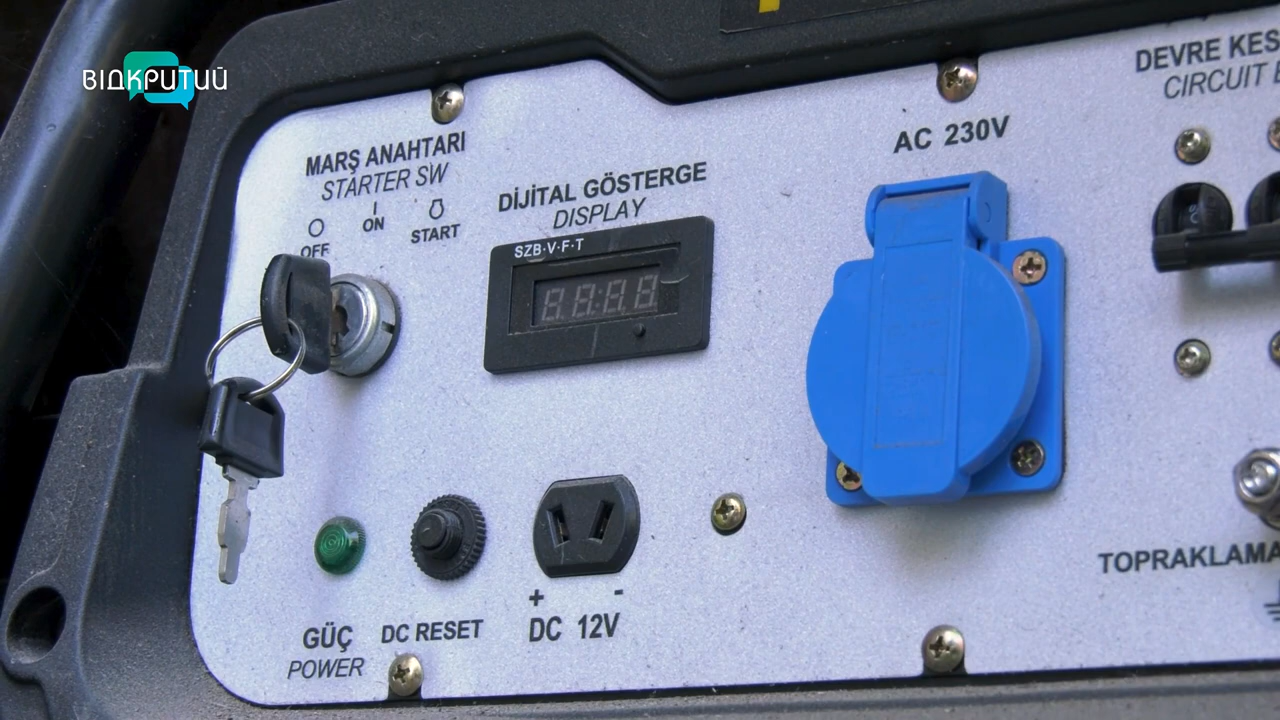 ВІДКРИТИЙ
MARŞ ANAHTARI
STARTER SW
OFF
ON
START
DİJİTAL GÖSTERGE
DISPLAY
SZB·V·F·T
AC 230V
DEVRE KES
CIRCUIT
GÜÇ
POWER
DC RESET
+ -
DC 12V
TOPRAKLAMA